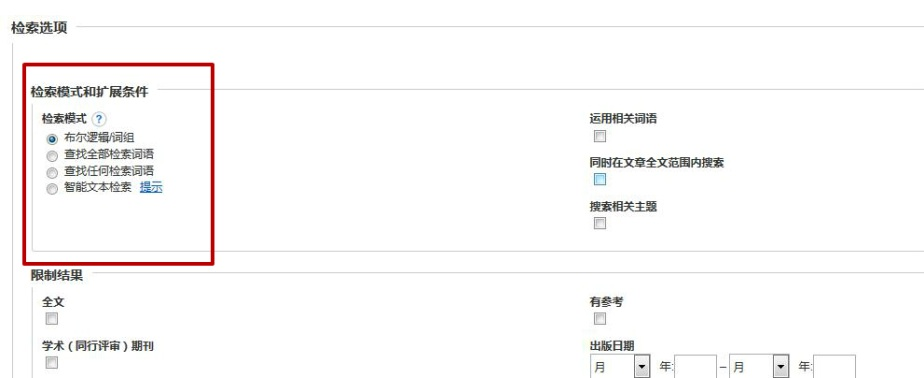 检索选项
检索模式和扩展条件
检索模式 ?
布尔逻辑/词组
查找全部检索词语
查找任何检索词语
智能文本检索 提示
运用相关词语
同时在文章全文范围内搜索
搜索相关主题
限制结果
全文
学术（同行评审）期刊
有参考
出版日期
月 年: – 月 年: